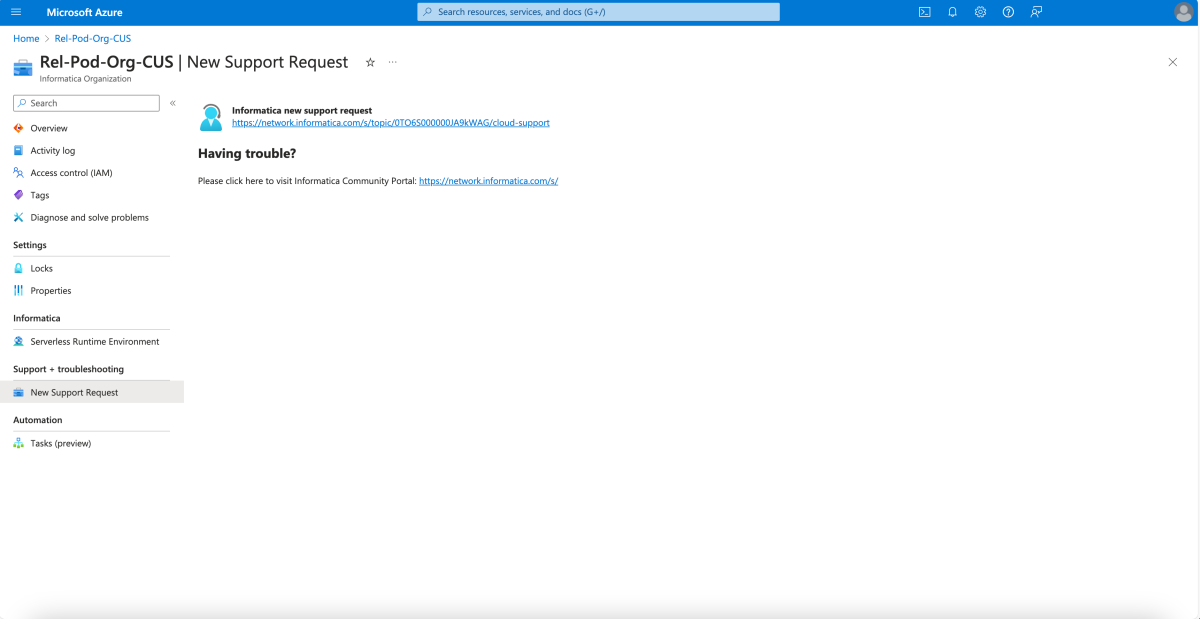 Microsoft Azure
Search resources, services, and docs (G+/)
Home > Rel-Pod-Org-CUS
Rel-Pod-Org-CUS | New Support Request
Informatica Organization
Search
Overview
Activity log
Access control (IAM)
Tags
Diagnose and solve problems
Settings
Locks
Properties
Informatica
Serverless Runtime Environment
Support + troubleshooting
New Support Request
Automation
Tasks (preview)
Informatica new support request
https://network.informatica.com/s/topic/0TO6S000000JA9kWAG/cloud-support
Having trouble?
Please click here to visit Informatica Community Portal: https://network.informatica.com/s/